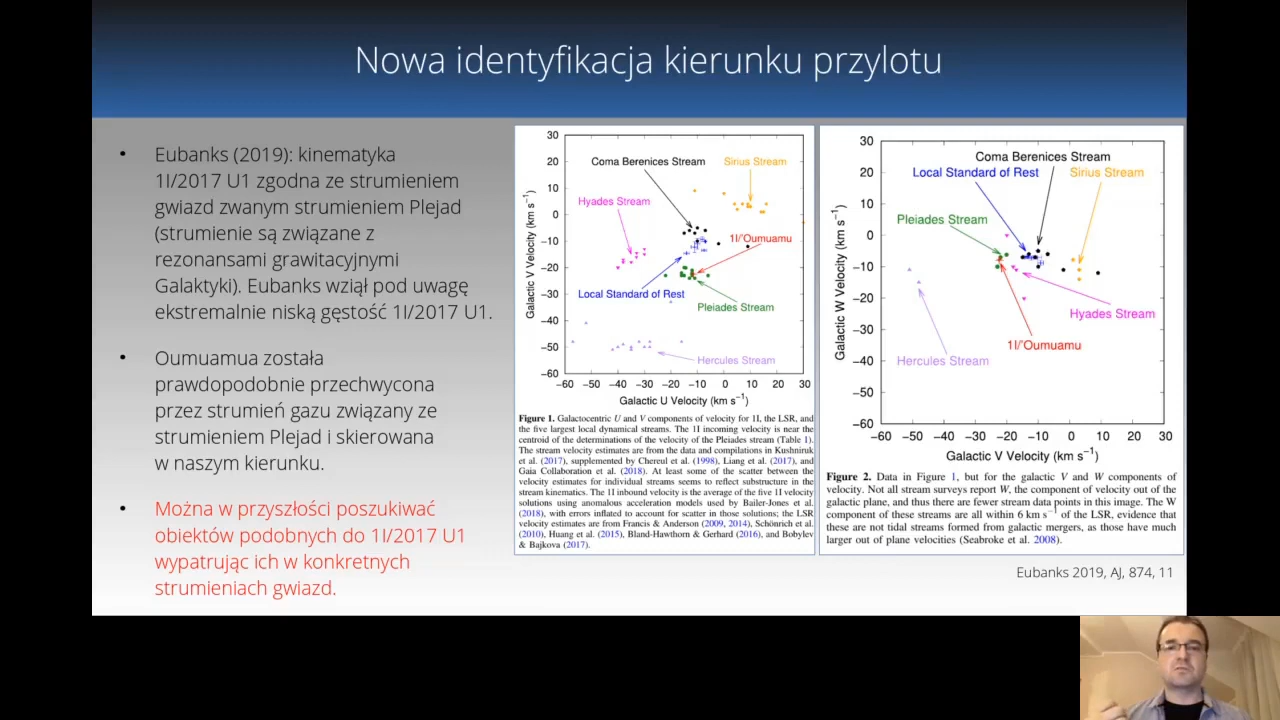 Nowa identyfikacja kierunku przylotu
• Eubanks (2019): kinematyka
1I/2017 U1 zgodna ze strumieniem
gwiazd zwanym strumieniem Plejad
(strumienie są związane z
rezonansami grawitacyjnymi
Galaktyki). Eubanks wziął pod uwagę
ekstremalnie niską gęstość 1I/2017 U1.
• Oumuamua została
prawdopodobnie przechwycona
przez strumień gazu związany ze
strumieniem Plejad i skierowana
w naszym kierunku.
• Można w przyszłości poszukiwać
obiektów podobnych do 1I/2017 U1
wypatrując ich w konkretnych
strumieniach gwiazd.
30
20
10
0
−10
−20
−30
−40
−50
−60
Galactic V Velocity (km s⁻¹)
Coma Berenices Stream
Sirius Stream
Hyades Stream
1I/'Oumuamu
Local Standard of Rest
Pleiades Stream
Hercules Stream
−60 −50 −40 −30 −20 −10 0 10 20 30
Galactic U Velocity (km s⁻¹)
Figure 1. Galactocentric U and V components of velocity for 1I, the LSR, and
the five largest local dynamical streams. The 1I incoming velocity is near the
centroid of the determinations of the velocity of the Pleiades stream (Table 1).
The stream velocity estimates are from the data and compilations in Kushniruk
et al. (2017), supplemented by Chereul et al. (1998), Liang et al. (2017), and
Gaia Collaboration et al. (2018). At least some of the scatter between the
velocity estimates for individual streams seems to reflect substructure in the
stream kinematics. The 1I inbound velocity is the average of the five 1I velocity
solutions using anomalous acceleration models used by Bailer-Jones et al.
(2018), with errors inflated to account for scatter in those solutions; the LSR
velocity estimates are from Francis & Anderson (2009, 2014), Schönrich et al.
(2010), Huang et al. (2015), Bland-Hawthorn & Gerhard (2016), and Bobylev
& Bajkova (2017).
30
20
10
0
−10
−20
−30
−40
−50
−60
Galactic W Velocity (km s⁻¹)
Coma Berenices Stream
Local Standard of Rest
Sirius Stream
Pleiades Stream
Hyades Stream
1I/'Oumuamu
Hercules Stream
−60 −50 −40 −30 −20 −10 0 10 20 30
Galactic V Velocity (km s⁻¹)
Figure 2. Data in Figure 1, but for the galactic V and W components of
velocity. Not all stream surveys report W, the component of velocity out of the
galactic plane, and thus there are fewer stream data points in this image. The W
component of these streams are all within 6 km s⁻¹ of the LSR, evidence that
these are not tidal streams formed from galactic mergers, as those have much
larger out of plane velocities (Seabroke et al. 2008).
Eubanks 2019, AJ, 874, 11